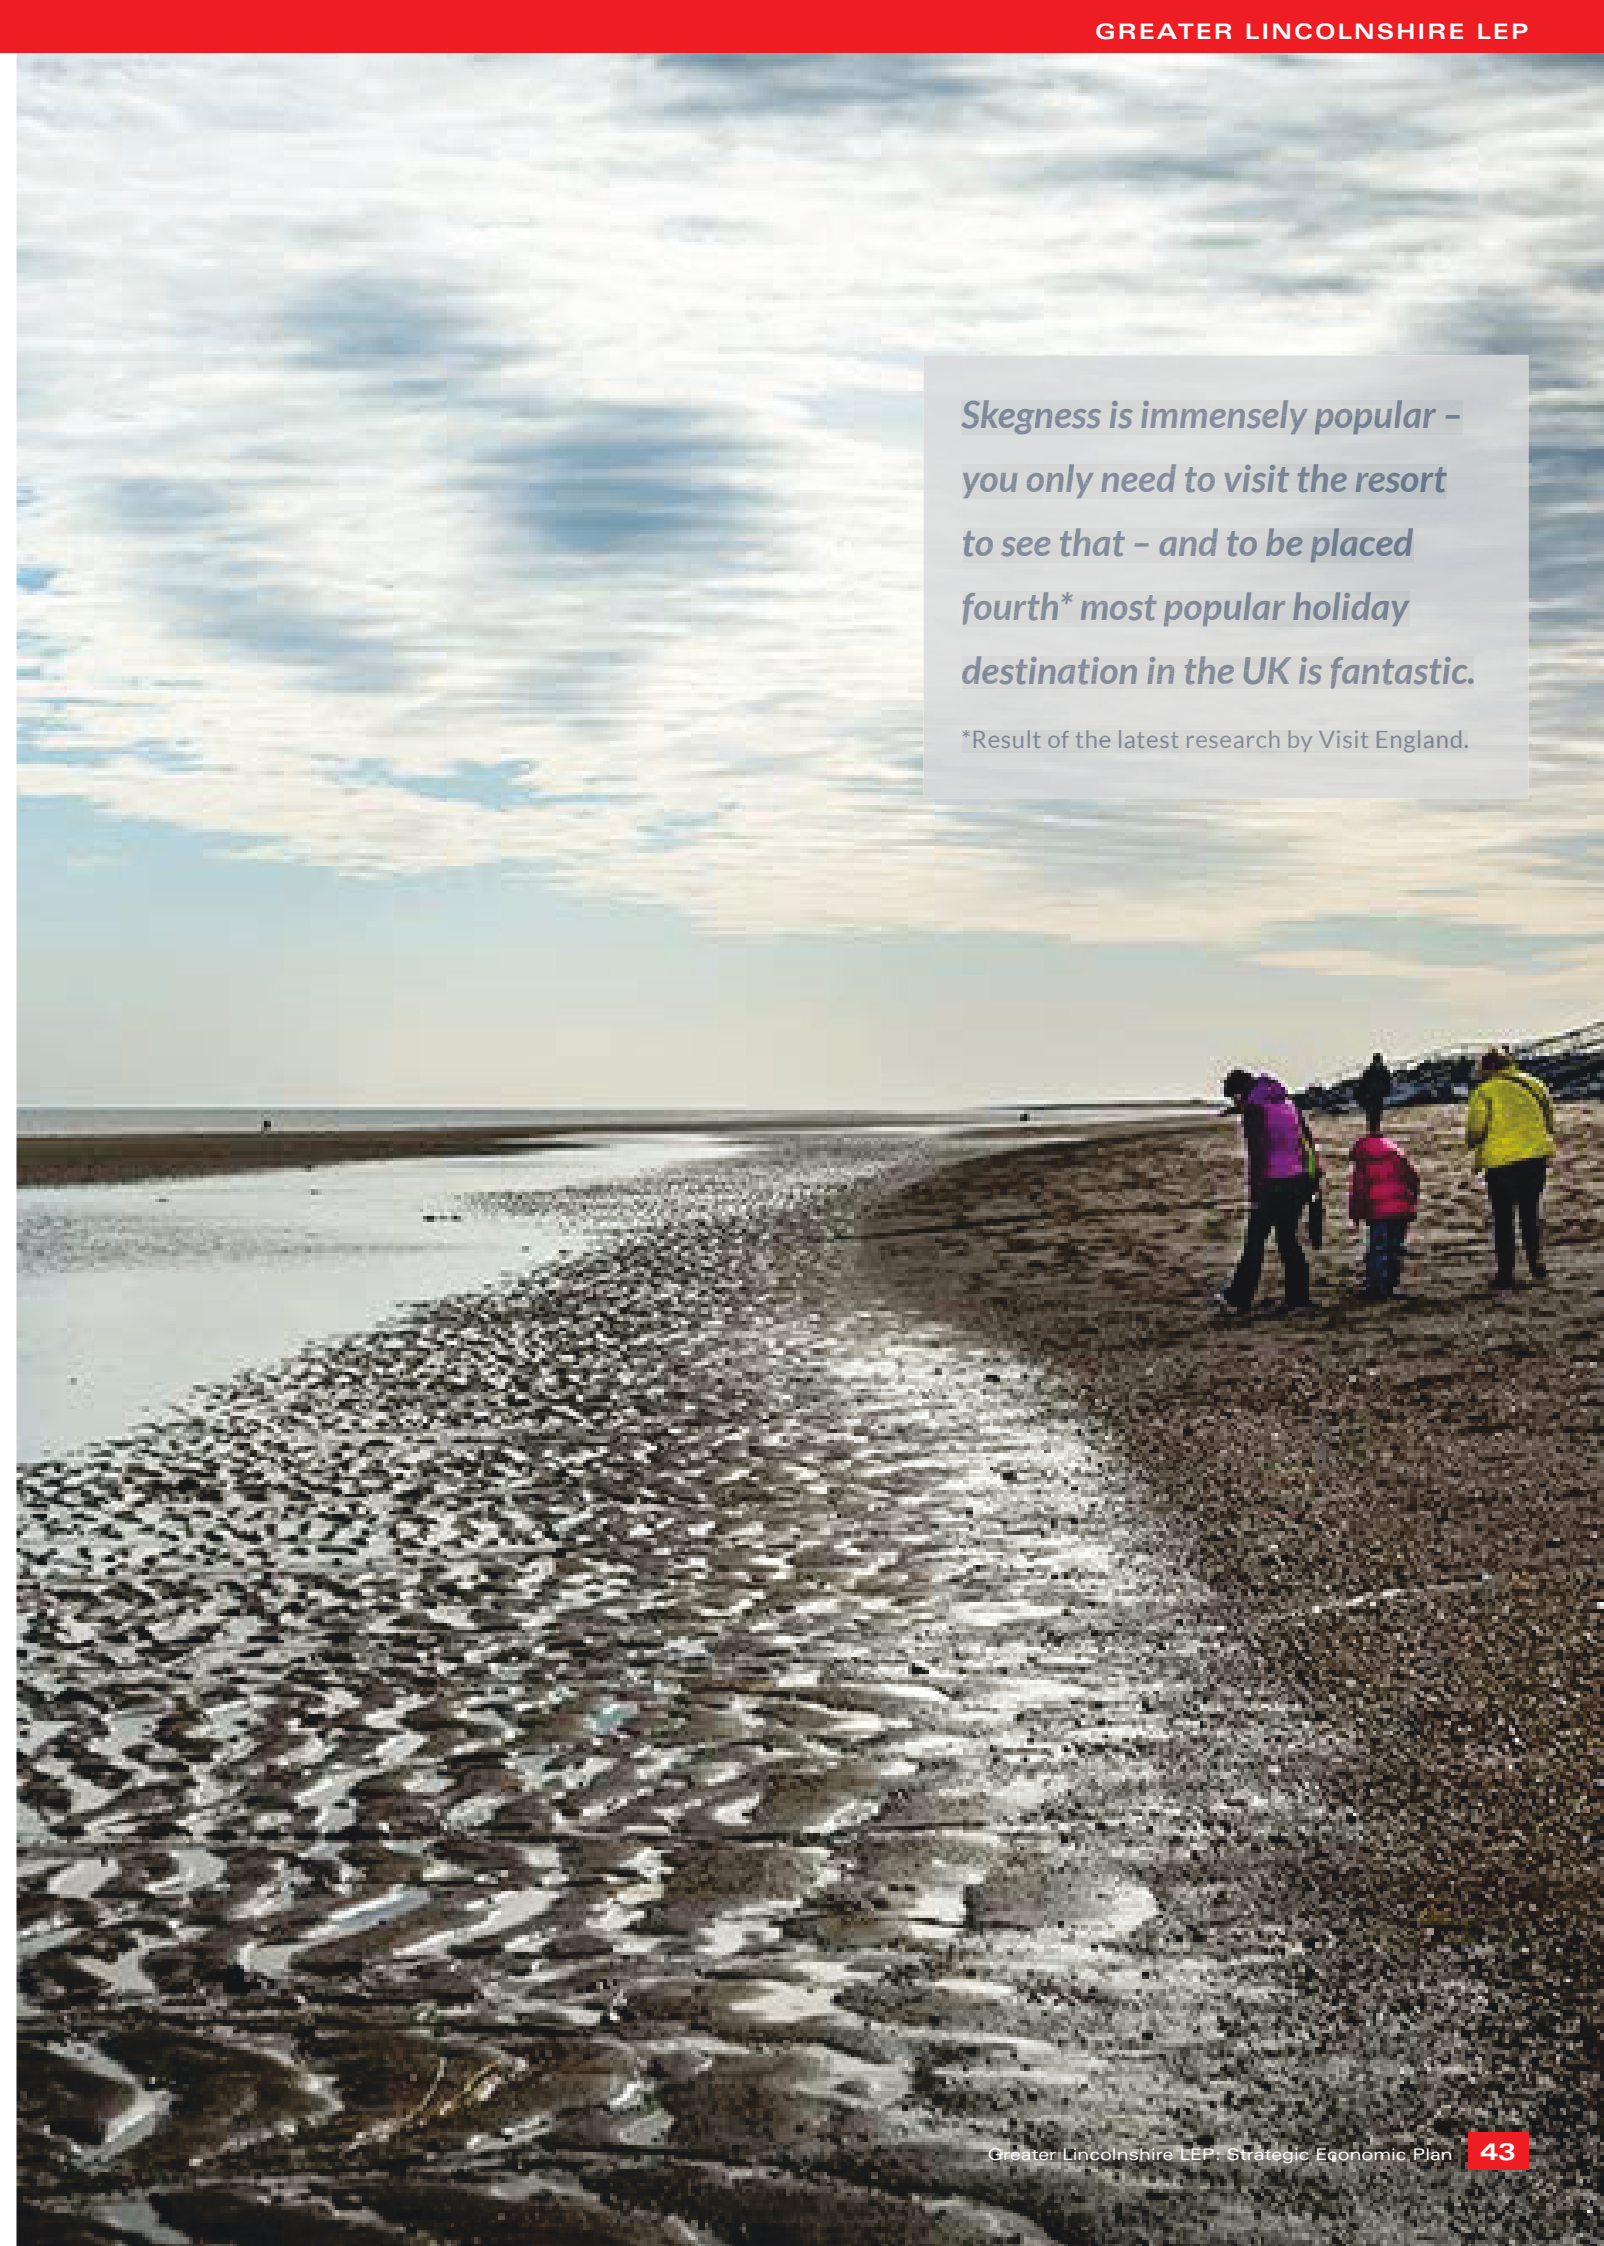 GREATER LINCOLNSHIRE LEP
Skegness is immensely popular –
you only need to visit the resort
to see that – and to be placed
fourth* most popular holiday
destination in the UK is fantastic.
*Result of the latest research by Visit England.
Greater Lincolnshire LEP: Strategic Economic Plan 43